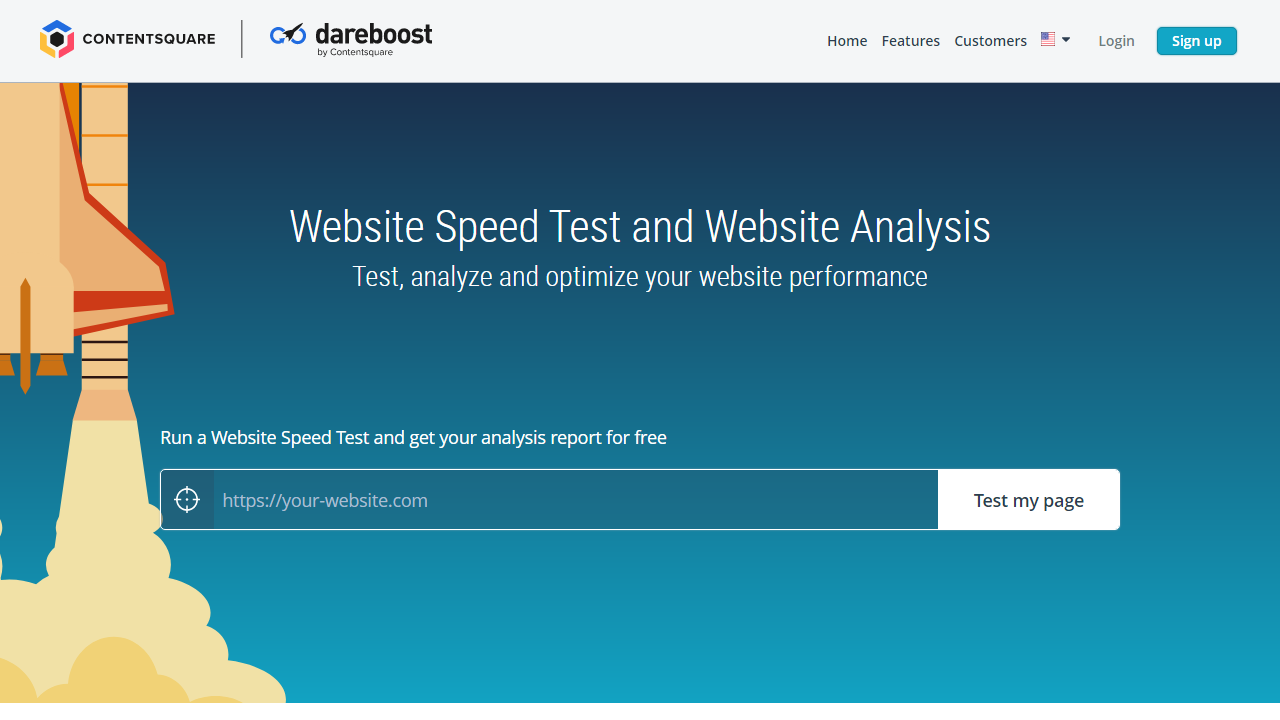 CONTENTSQUARE
dareboost
by Contentsquare
Home Features Customers Login Sign up
Website Speed Test and Website Analysis
Test, analyze and optimize your website performance
Run a Website Speed Test and get your analysis report for free
https://your-website.com Test my page